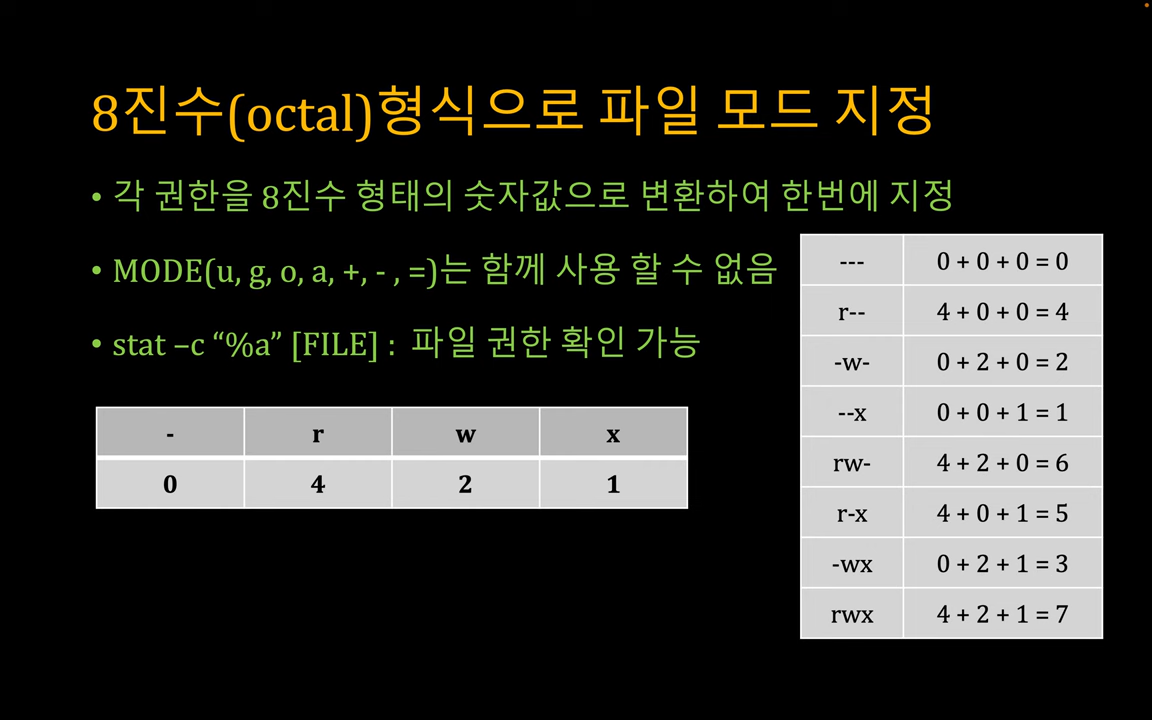 8진수(octal)형식으로 파일 모드 지정
• 각 권한을 8진수 형태의 숫자값으로 변환하여 한번에 지정
• MODE(u, g, o, a, +, - , =)는 함께 사용 할 수 없음
• stat –c “%a” [FILE] : 파일 권한 확인 가능
- r w x
0 4 2 1
--- 0 + 0 + 0 = 0
r-- 4 + 0 + 0 = 4
-w- 0 + 2 + 0 = 2
--x 0 + 0 + 1 = 1
rw- 4 + 2 + 0 = 6
r-x 4 + 0 + 1 = 5
-wx 0 + 2 + 1 = 3
rwx 4 + 2 + 1 = 7